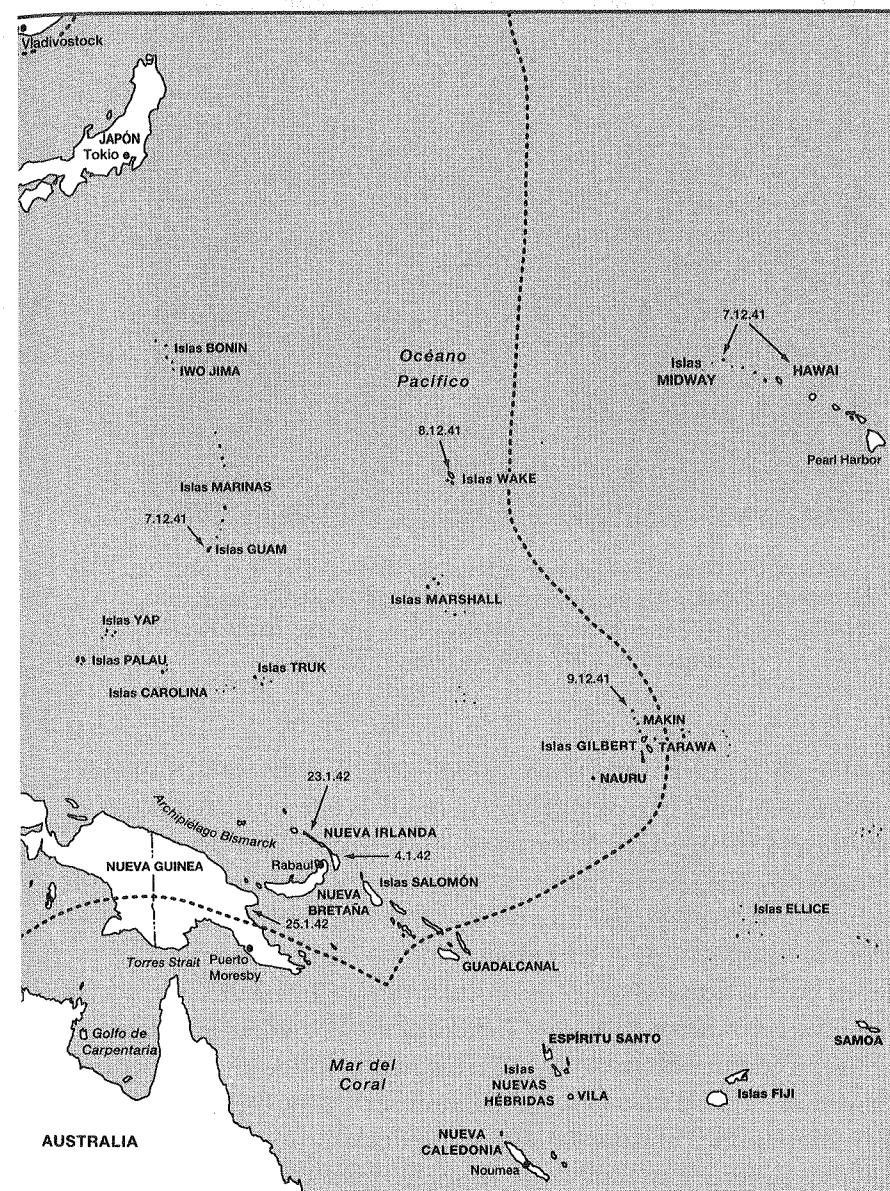 Vladivostock
JAPÓN
Tokio
7.12.41
Islas BONIN
IWO JIMA
Océano
Pacífico
Islas
MIDWAY
HAWAI
8.12.41
Pearl Harbor
Islas WAKE
Islas MARINAS
7.12.41
Islas GUAM
Islas MARSHALL
Islas YAP
Islas PALAU
Islas TRUK
Islas CAROLINA
9.12.41
MAKIN
Islas GILBERT
TARAWA
NAURU
23.1.42
Archipiélago Bismarck
NUEVA IRLANDA
4.1.42
Rabaul
NUEVA GUINEA
Islas SALOMÓN
NUEVA
BRETAÑA
25.1.42
Islas ELLICE
Torres Strait
Puerto
Moresby
GUADALCANAL
Golfo de
Carpentaria
Mar del
Coral
ESPÍRITU SANTO
SAMOA
Islas
NUEVAS
HÉBRIDAS
VILA
Islas FIJI
AUSTRALIA
NUEVA
CALEDONIA
Noumea